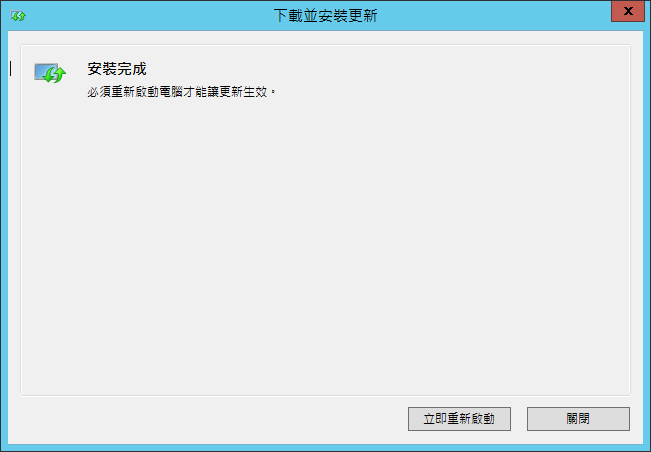 下載並安裝更新
x
安裝完成
必須重新啟動電腦才能讓更新生效。
立即重新啟動
關閉